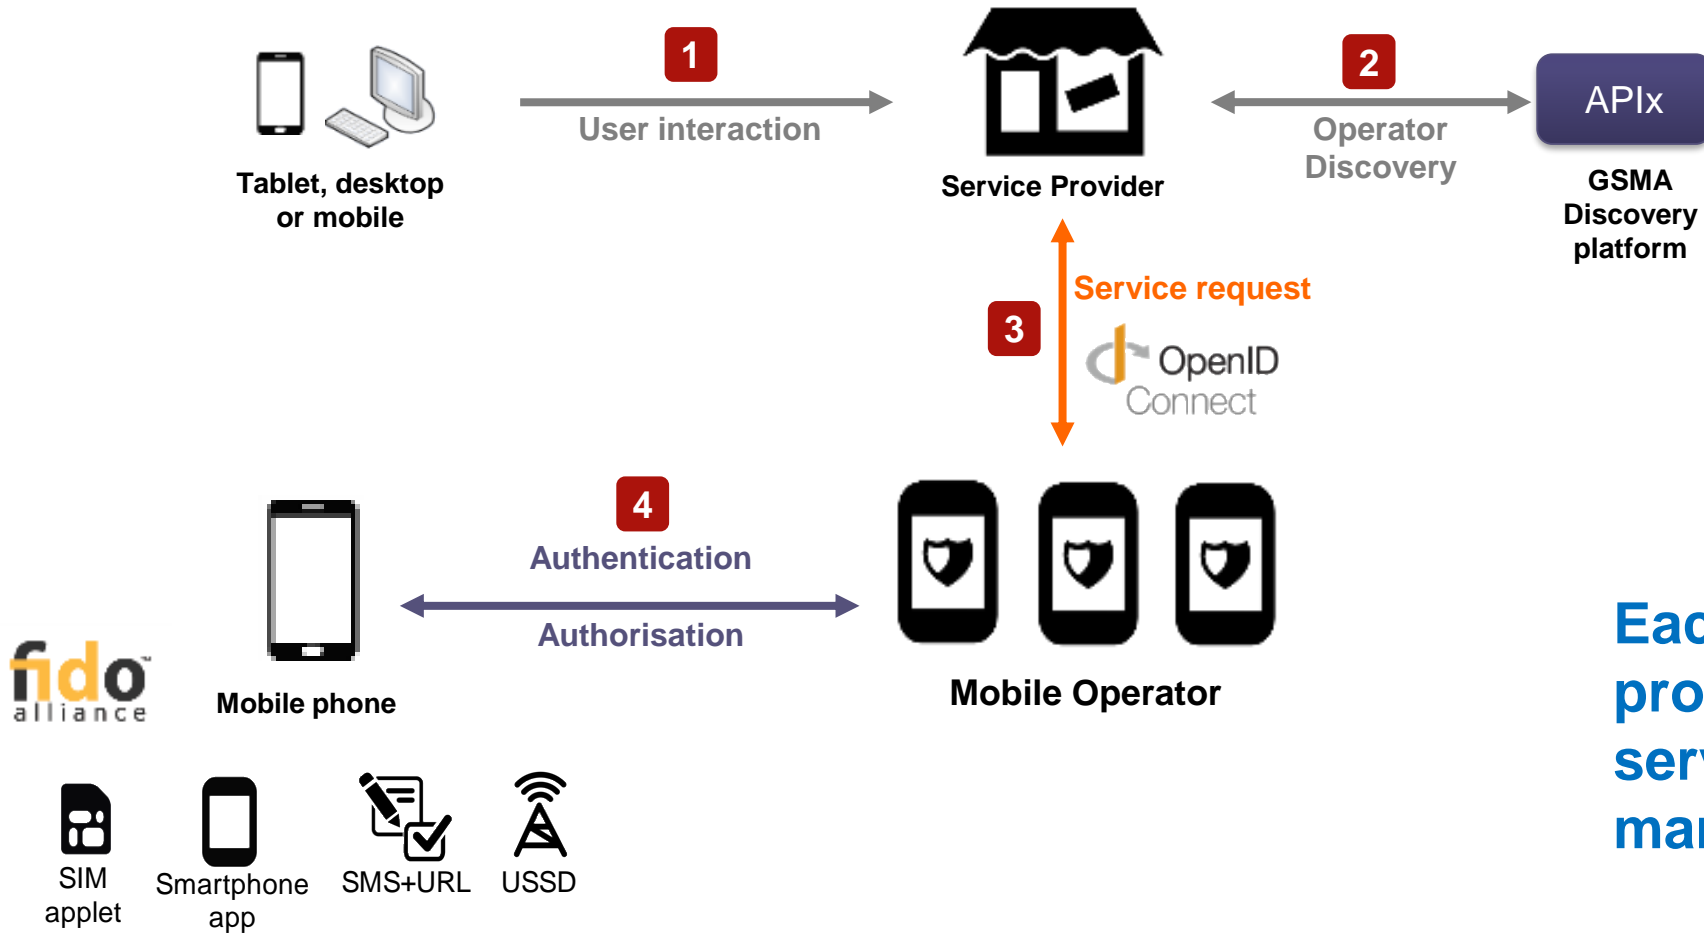 1
User interaction
2
Operator
Discovery
APIx
Tablet, desktop
or mobile
Service Provider
GSMA
Discovery
platform
3
Service request
OpenID
Connect
4
Authentication
Authorisation
fido™
alliance
Mobile phone
Mobile Operator
SIM
applet
Smartphone
app
SMS+URL
USSD